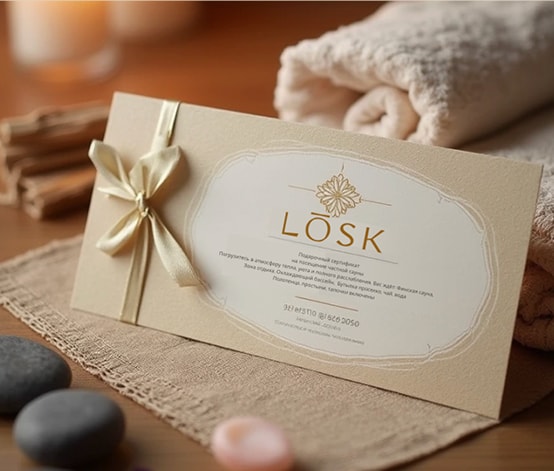 LŌSK
Подарочный сертификат
на посещение частной сауны
Погрузитесь в атмосферу тепла, уюта и полного расслабления. Вас ждёт: Финская сауна,
Зона отдыха. Охлаждающий бассейн. Бутылка просекко, чай, вода
Полотенца, простыни, тапочки включены